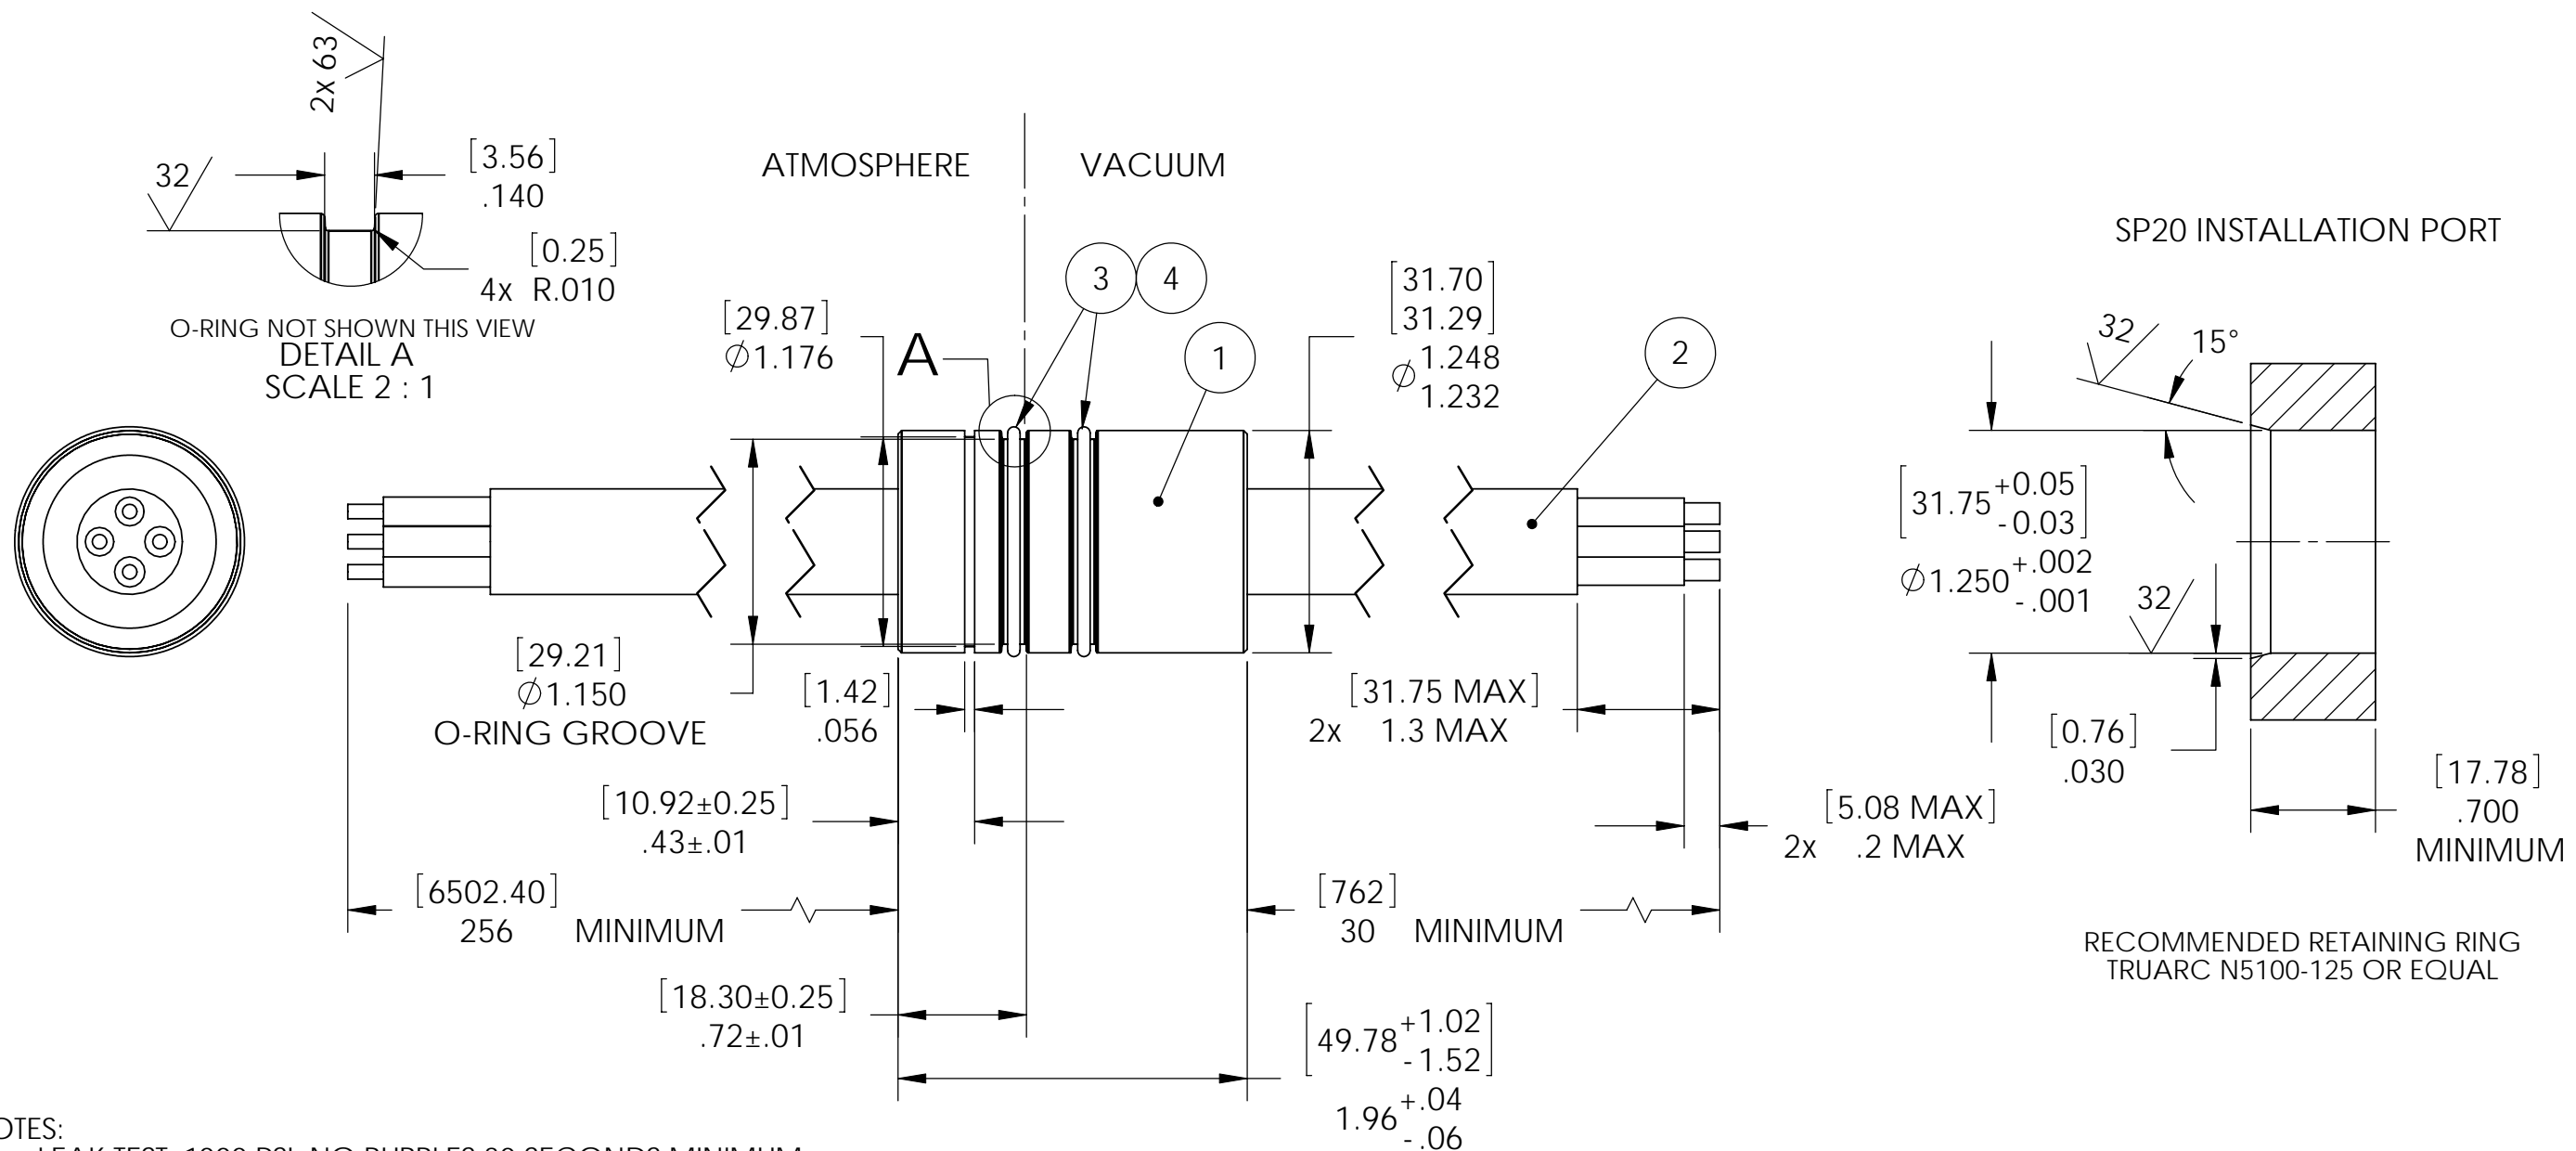 2x 63
32
[3.56]
.140
[0.25]
4x R.010
O-RING NOT SHOWN THIS VIEW
DETAIL A
SCALE 2 : 1
ATMOSPHERE
VACUUM
3
4
1
2
A
[29.87]
∅1.176
[31.70
31.29]
∅1.248
1.232
[29.21]
∅1.150
O-RING GROOVE
[1.42]
.056
[31.75 MAX]
2x 1.3 MAX
[10.92±0.25]
.43±.01
[5.08 MAX]
2x .2 MAX
[6502.40]
256 MINIMUM
[762]
30 MINIMUM
[18.30±0.25]
.72±.01
[49.78 +1.02
-1.52]
1.96 +.04
-.06
SP20 INSTALLATION PORT
32
15°
[31.75 +0.05
-0.03]
∅1.250 +.002
-.001
32
[0.76]
.030
[17.78]
.700
MINIMUM
RECOMMENDED RETAINING RING
TRUARC N5100-125 OR EQUAL
OTES:
LEAK TEST